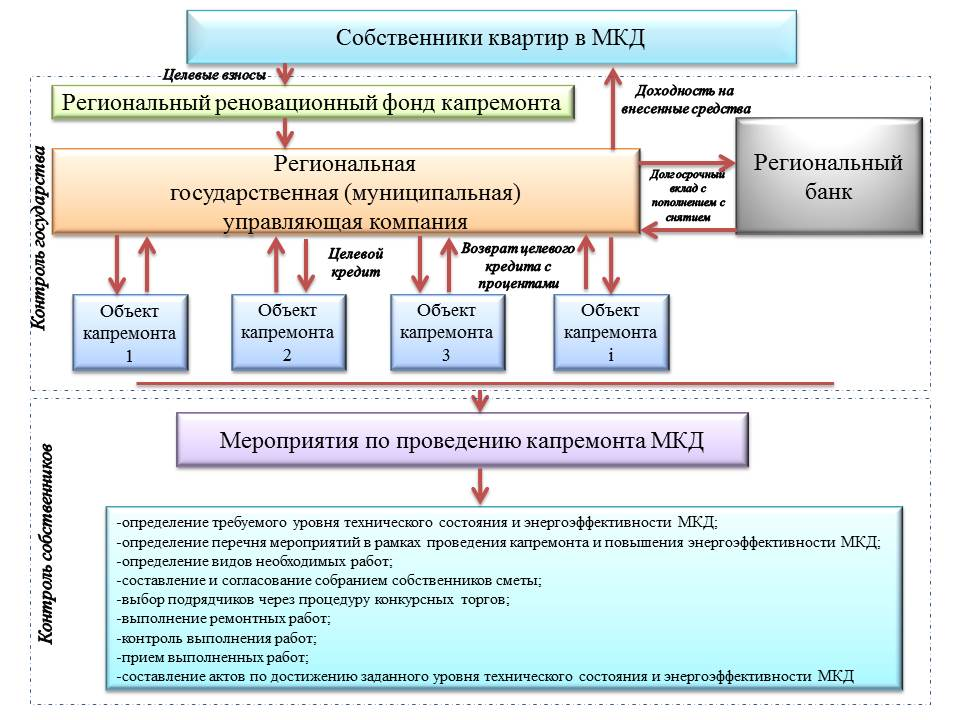 Собственники квартир в МКД
Целевые взносы
Региональный реновационный фонд капремонта
Доходность на
внесенные средства
Контроль государства
Региональная
государственная (муниципальная)
управляющая компания
Долгосрочный
вклад с
пополнением с
снятием
Региональный
банк
Целевой
кредит
Возврат целевого
кредита с
процентами
Объект
капремонта
1
Объект
капремонта
2
Объект
капремонта
3
Объект
капремонта
i
Контроль собственников
Мероприятия по проведению капремонта МКД
-определение требуемого уровня технического состояния и энергоэффективности МКД;
-определение перечня мероприятий в рамках проведения капремонта и повышения энергоэффективности МКД;
-определение видов необходимых работ;
-составление и согласование собранием собственников сметы;
-выбор подрядчиков через процедуру конкурсных торгов;
-выполнение ремонтных работ;
-контроль выполнения работ;
-прием выполненных работ;
-составление актов по достижению заданного уровня технического состояния и энергоэффективности МКД